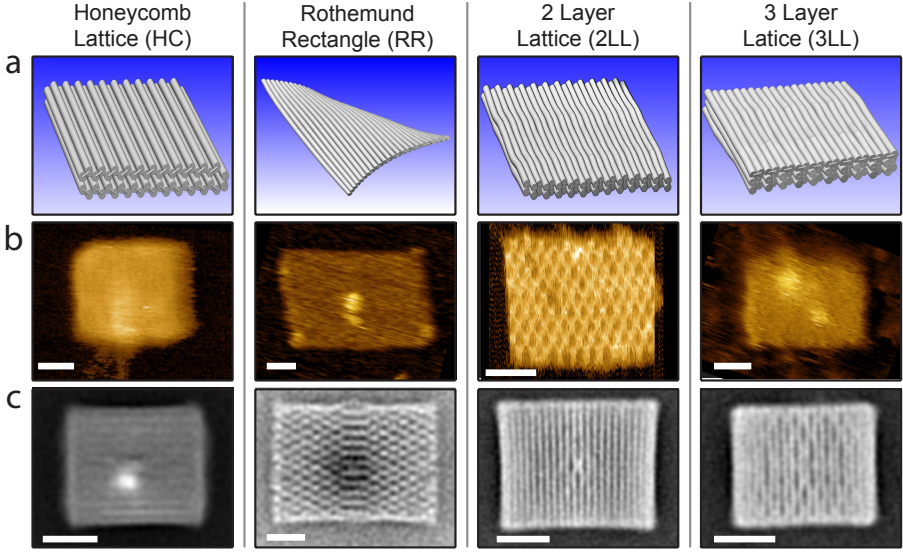 Honeycomb
Lattice (HC)
Rothemund
Rectangle (RR)
2 Layer
Lattice (2LL)
3 Layer
Latice (3LL)
a
b
c